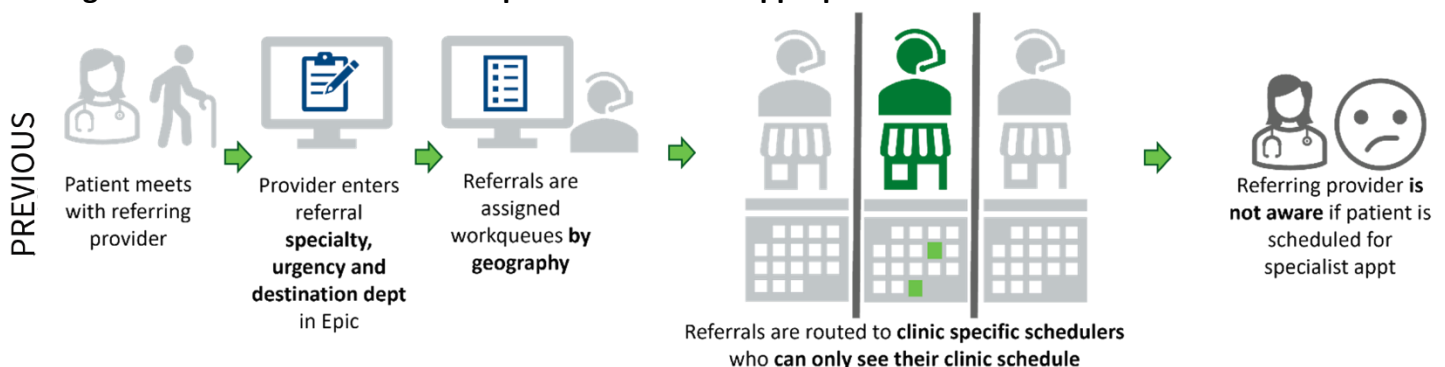 PREVIOUS
Patient meets
with referring
provider
Provider enters
referral
specialty,
urgency and
destination dept
in Epic
Referrals are
assigned
workqueues by
geography
Referrals are routed to clinic specific schedulers
who can only see their clinic schedule
Referring provider is
not aware if patient is
scheduled for
specialist appt